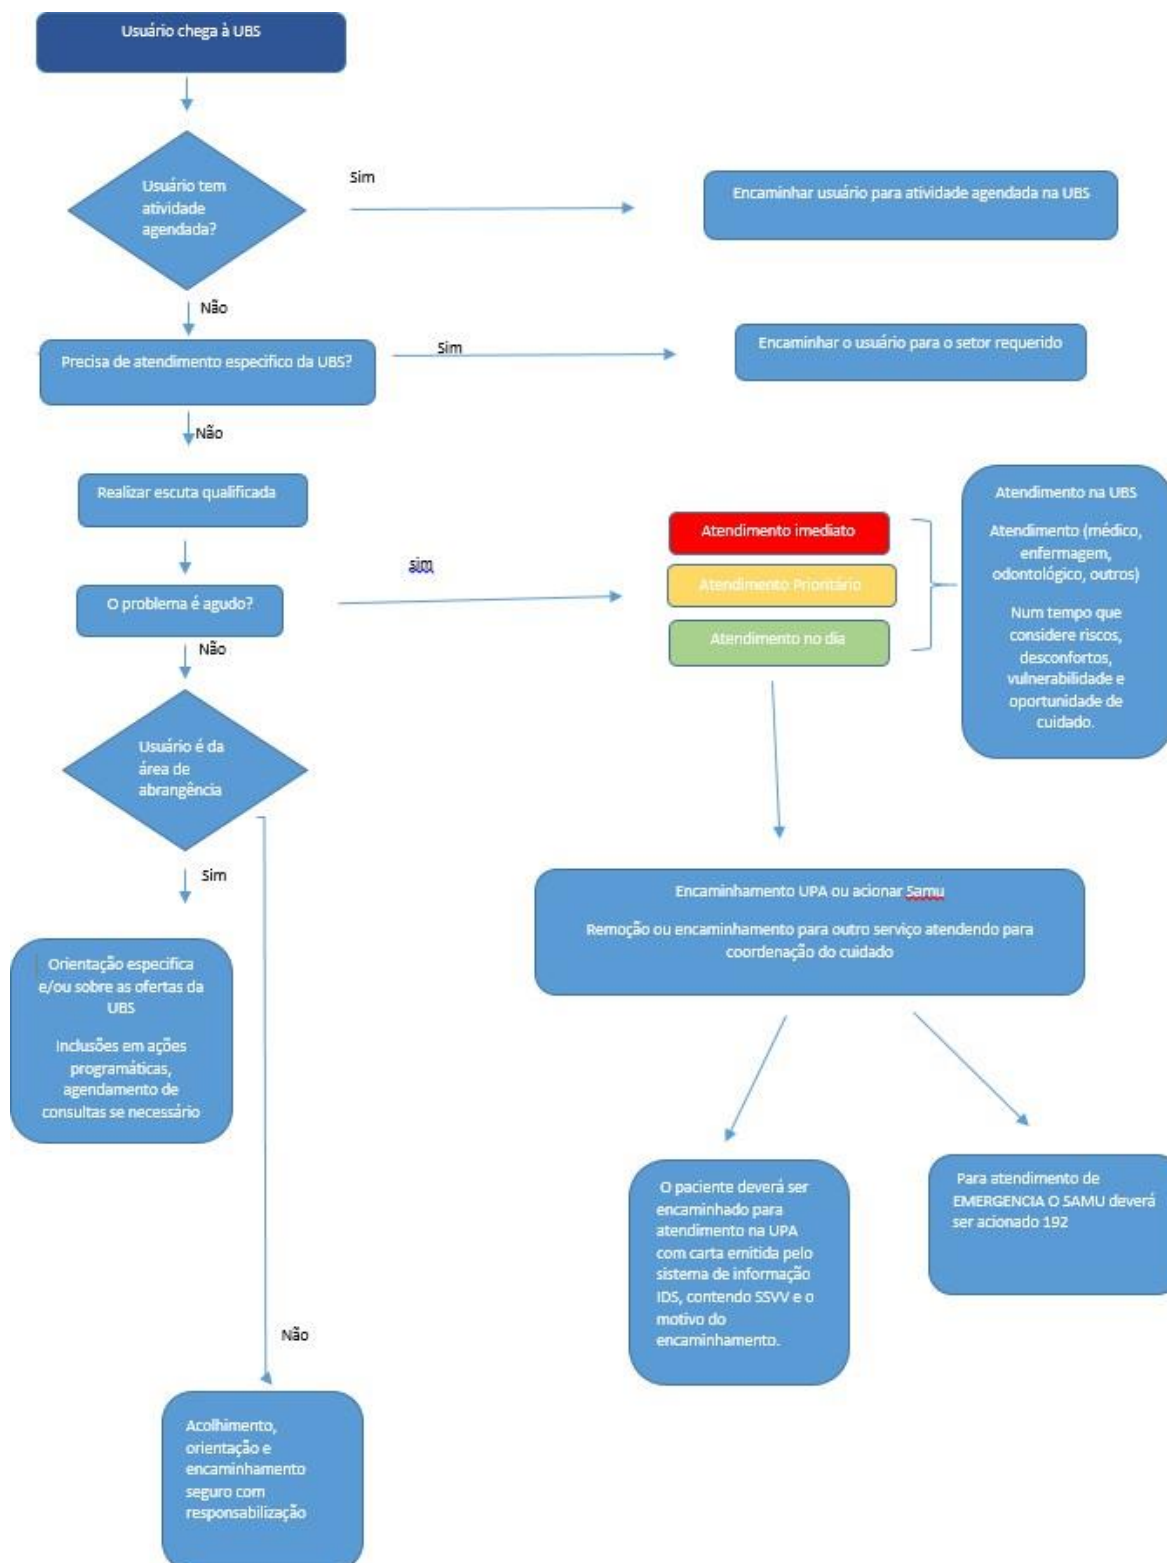 Usuário chega à UBS
Usuário tem
atividade
agendada?
Sim
Encaminhar usuário para atividade agendada na UBS
Não
Precisa de atendimento especifico da UBS?
Sim
Encaminhar o usuário para o setor requerido
Não
Realizar escuta qualificada
O problema é agudo?
sim
Atendimento imediato
Atendimento Prioritário
Atendimento no dia
Atendimento na UBS
Atendimento (médico,
enfermagem,
odontológico, outros)
Num tempo que
considere riscos,
desconfortos,
vulnerabilidade e
oportunidade de
cuidado.
Não
Usuário é da
área de
abrangência
Sim
Orientação especifica
e/ou sobre as ofertas da
UBS
Inclusões em ações
programáticas,
agendamento de
consultas se necessário
Encaminhamento UPA ou acionar Samu
Remoção ou encaminhamento para outro serviço atendendo para
coordenação do cuidado
O paciente deverá ser
encaminhado para
atendimento na UPA
com carta emitida pelo
sistema de informação
IDS, contendo SSVV e o
motivo do
encaminhamento.
Para atendimento de
EMERGENCIA O SAMU deverá
ser acionado 192
Não
Acolhimento,
orientação e
encaminhamento
seguro com
responsabilização